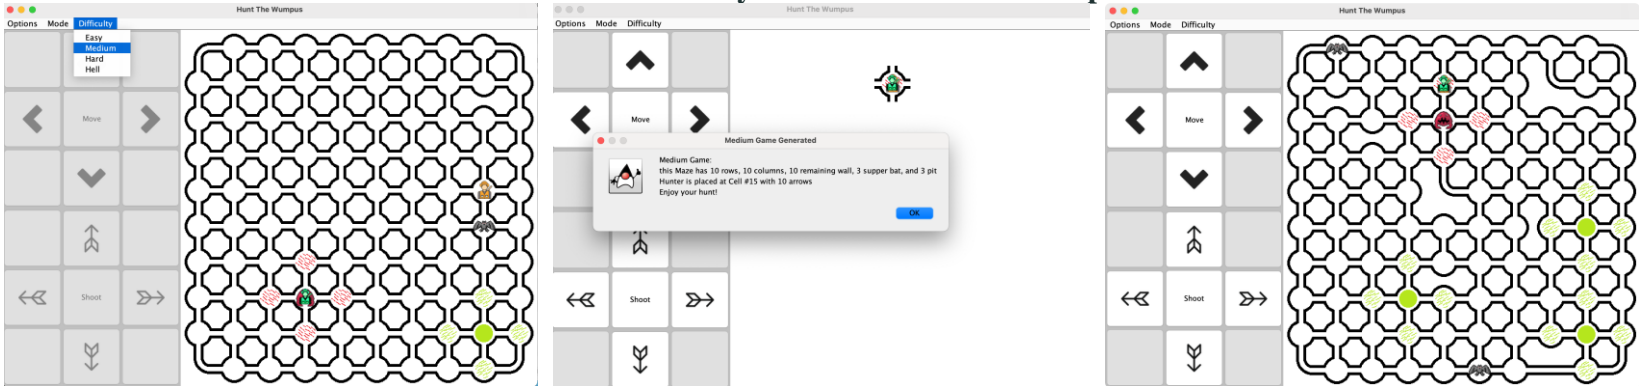 Hunt The Wumpus
Options Mode Difficulty
Easy
Medium
Hard
Hell
Move
Shoot
Hunt The Wumpus
Options Mode Difficulty
Move
Medium Game Generated
Medium Game:
this Maze has 10 rows, 10 columns, 10 remaining wall, 3 supper bat, and 3 pit
Hunter is placed at Cell #15 with 10 arrows
Enjoy your hunt!
OK
Shoot
Hunt The Wumpus
Options Mode Difficulty
Move
Shoot